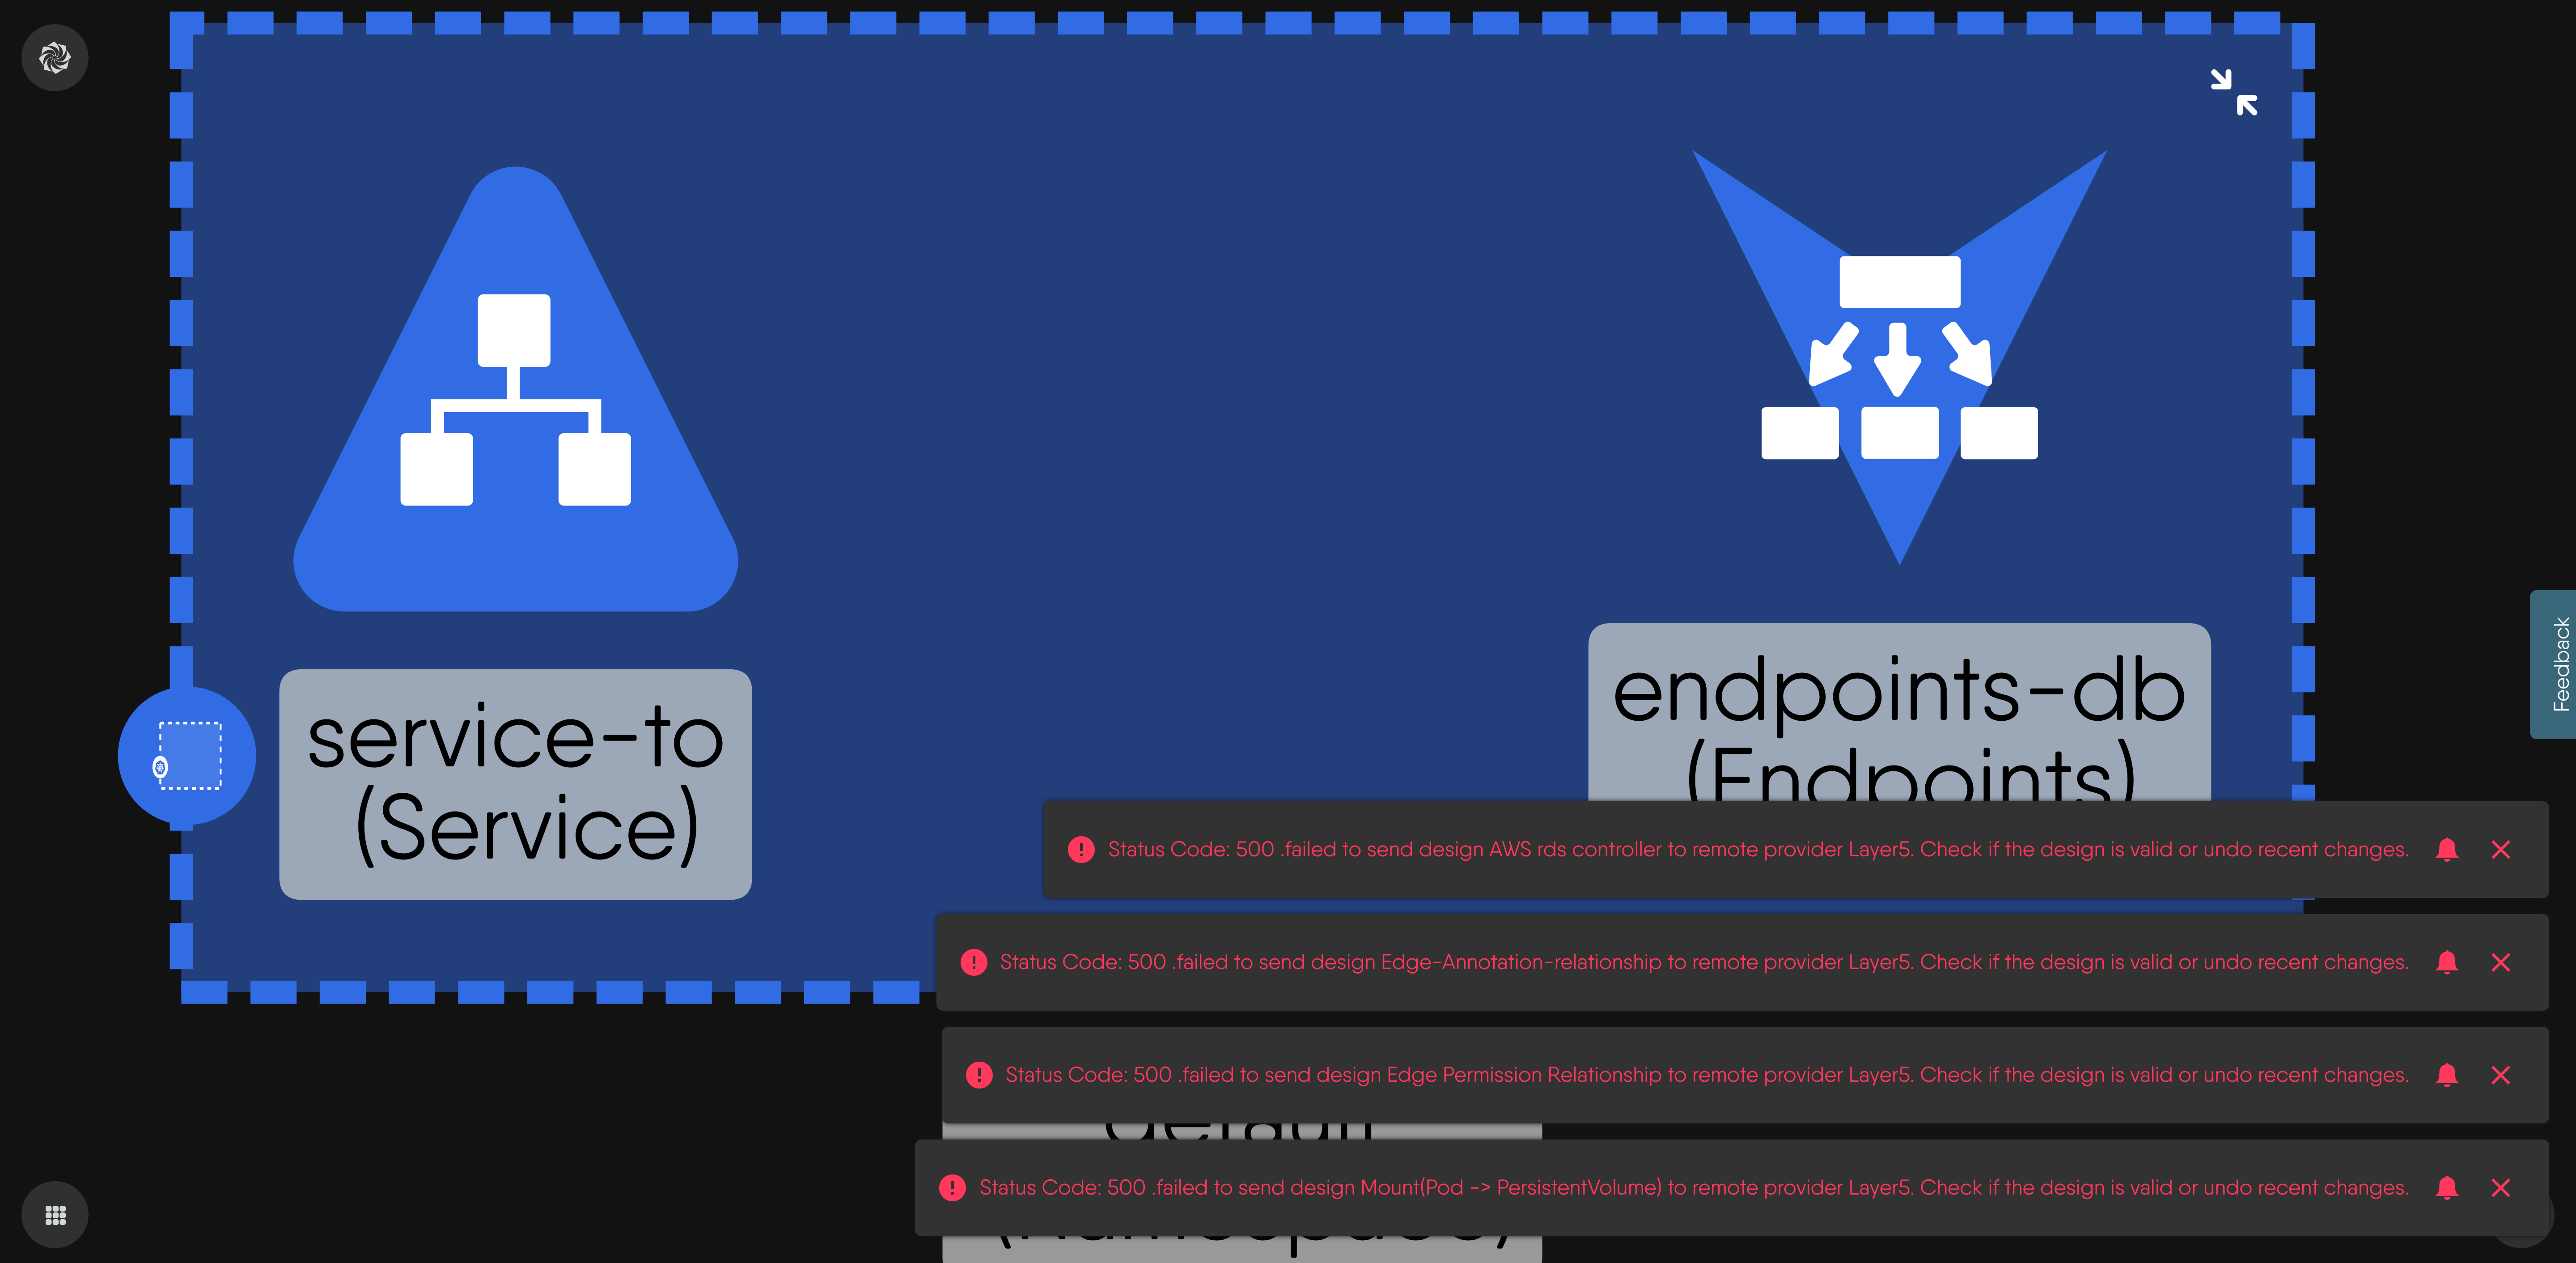 service-to
(Service)
endpoints-db
(Endpoints)
Feedback
Status Code: 500 .failed to send design AWS rds controller to remote provider Layer5. Check if the design is valid or undo recent changes.
Status Code: 500 .failed to send design Edge-Annotation-relationship to remote provider Layer5. Check if the design is valid or undo recent changes.
Status Code: 500 .failed to send design Edge Permission Relationship to remote provider Layer5. Check if the design is valid or undo recent changes.
default
Status Code: 500 .failed to send design Mount(Pod -> PersistentVolume) to remote provider Layer5. Check if the design is valid or undo recent changes.